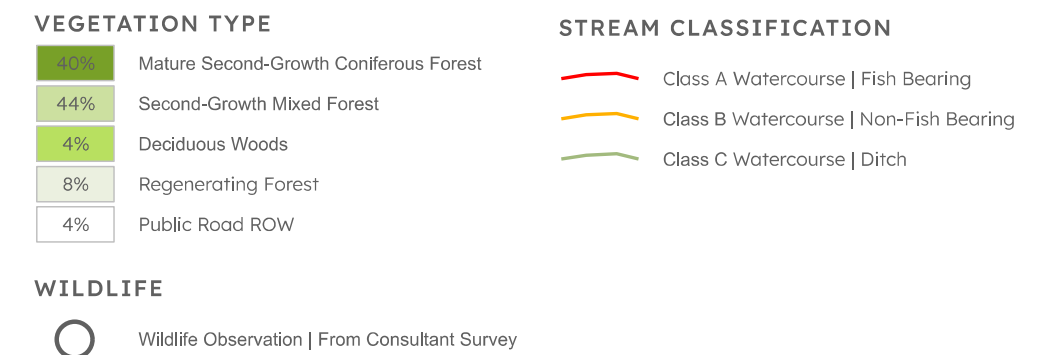 VEGETATION TYPE
40% Mature Second-Growth Coniferous Forest
44% Second-Growth Mixed Forest
4% Deciduous Woods
8% Regenerating Forest
4% Public Road ROW
WILDLIFE
Wildlife Observation | From Consultant Survey
STREAM CLASSIFICATION
Class A Watercourse | Fish Bearing
Class B Watercourse | Non-Fish Bearing
Class C Watercourse | Ditch